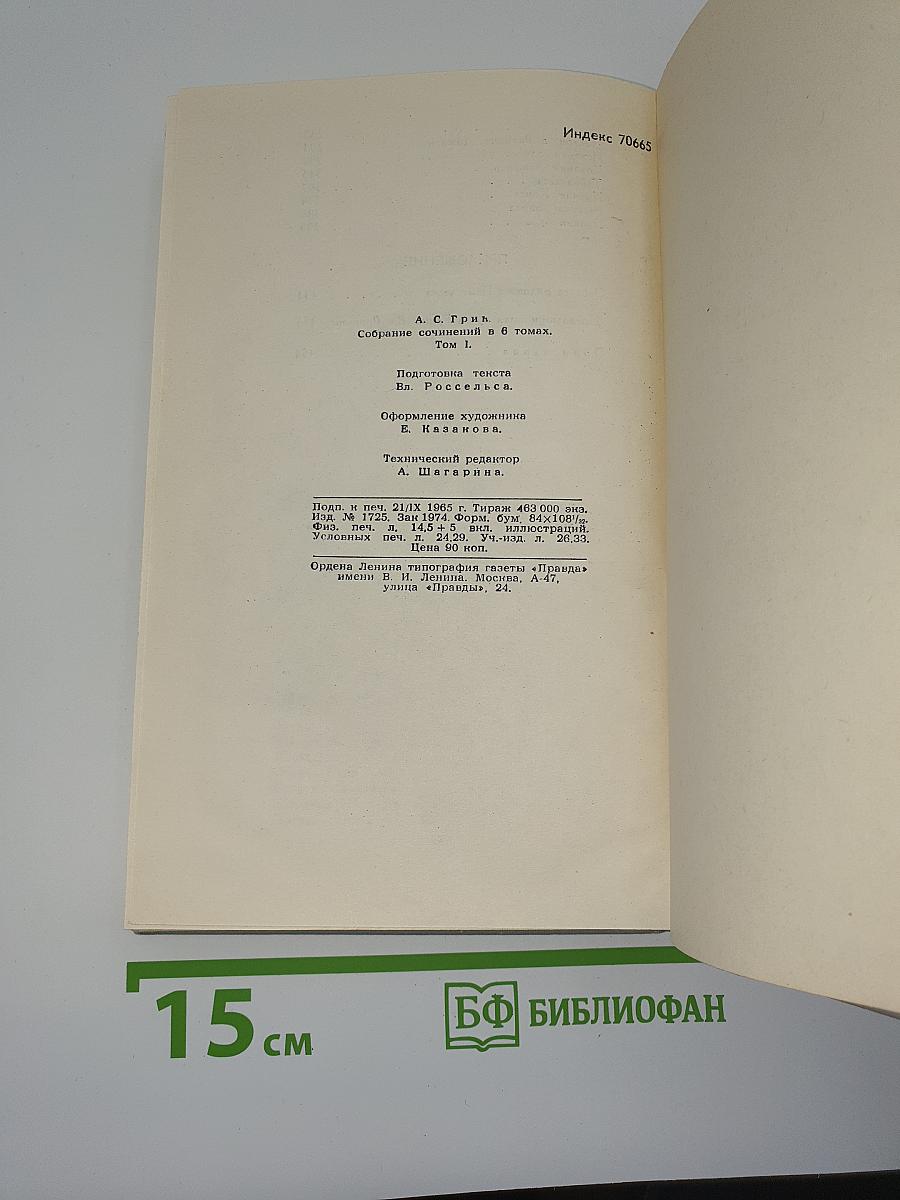 Индекс 70665
А. С. Грин.
Собрание сочинений в 6 томах.
Том I.
Подготовка текста
Вл. Россельса.
Оформление художника
Е. Казакова.
Технический редактор
А. Шагарина.
Подп. к печ. 21/IX 1965 г. Тираж 463 000 экз.
Изд. № 1725. Зак 1974. Форм. бум. 84×108¹/₃₂.
Физ. печ. л. 14,5 + 5 вкл. иллюстраций.
Условных печ. л. 24,29. Уч.-изд. л. 26,33.
Цена 90 коп.
Ордена Ленина типография газеты «Правда»
имени В. И. Ленина. Москва, А-47,
улица «Правды», 24.
15 см
БФ БИБЛИОФАН